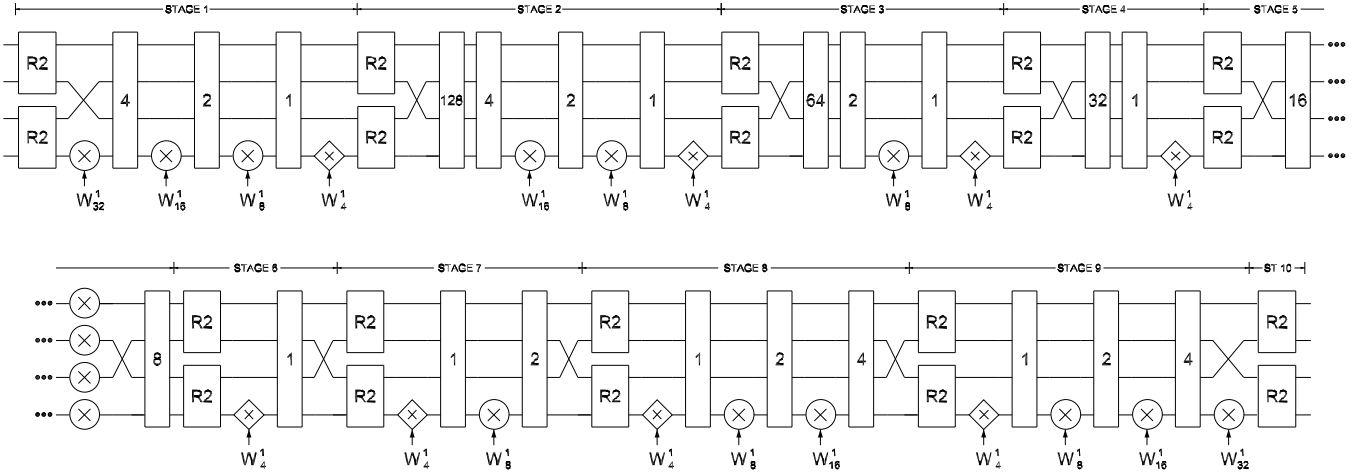 STAGE 1 STAGE 2 STAGE 3 STAGE 4 STAGE 5
R2 R2 R2 R2 R2
4 2 1 128 4 2 1 64 2 1 32 1 16
R2 R2 R2 R2 R2
W¹₃₂ W¹₁₆ W¹₈ W¹₄ W¹₁₆ W¹₈ W¹₄ W¹₈ W¹₄ W¹₄
STAGE 6 STAGE 7 STAGE 8 STAGE 9 ST 10
R2 R2 R2 R2 R2
8 1 1 2 1 2 4 1 2 4
R2 R2 R2 R2 R2
W¹₄ W¹₄ W¹₈ W¹₄ W¹₈ W¹₁₆ W¹₄ W¹₈ W¹₁₆ W¹₃₂